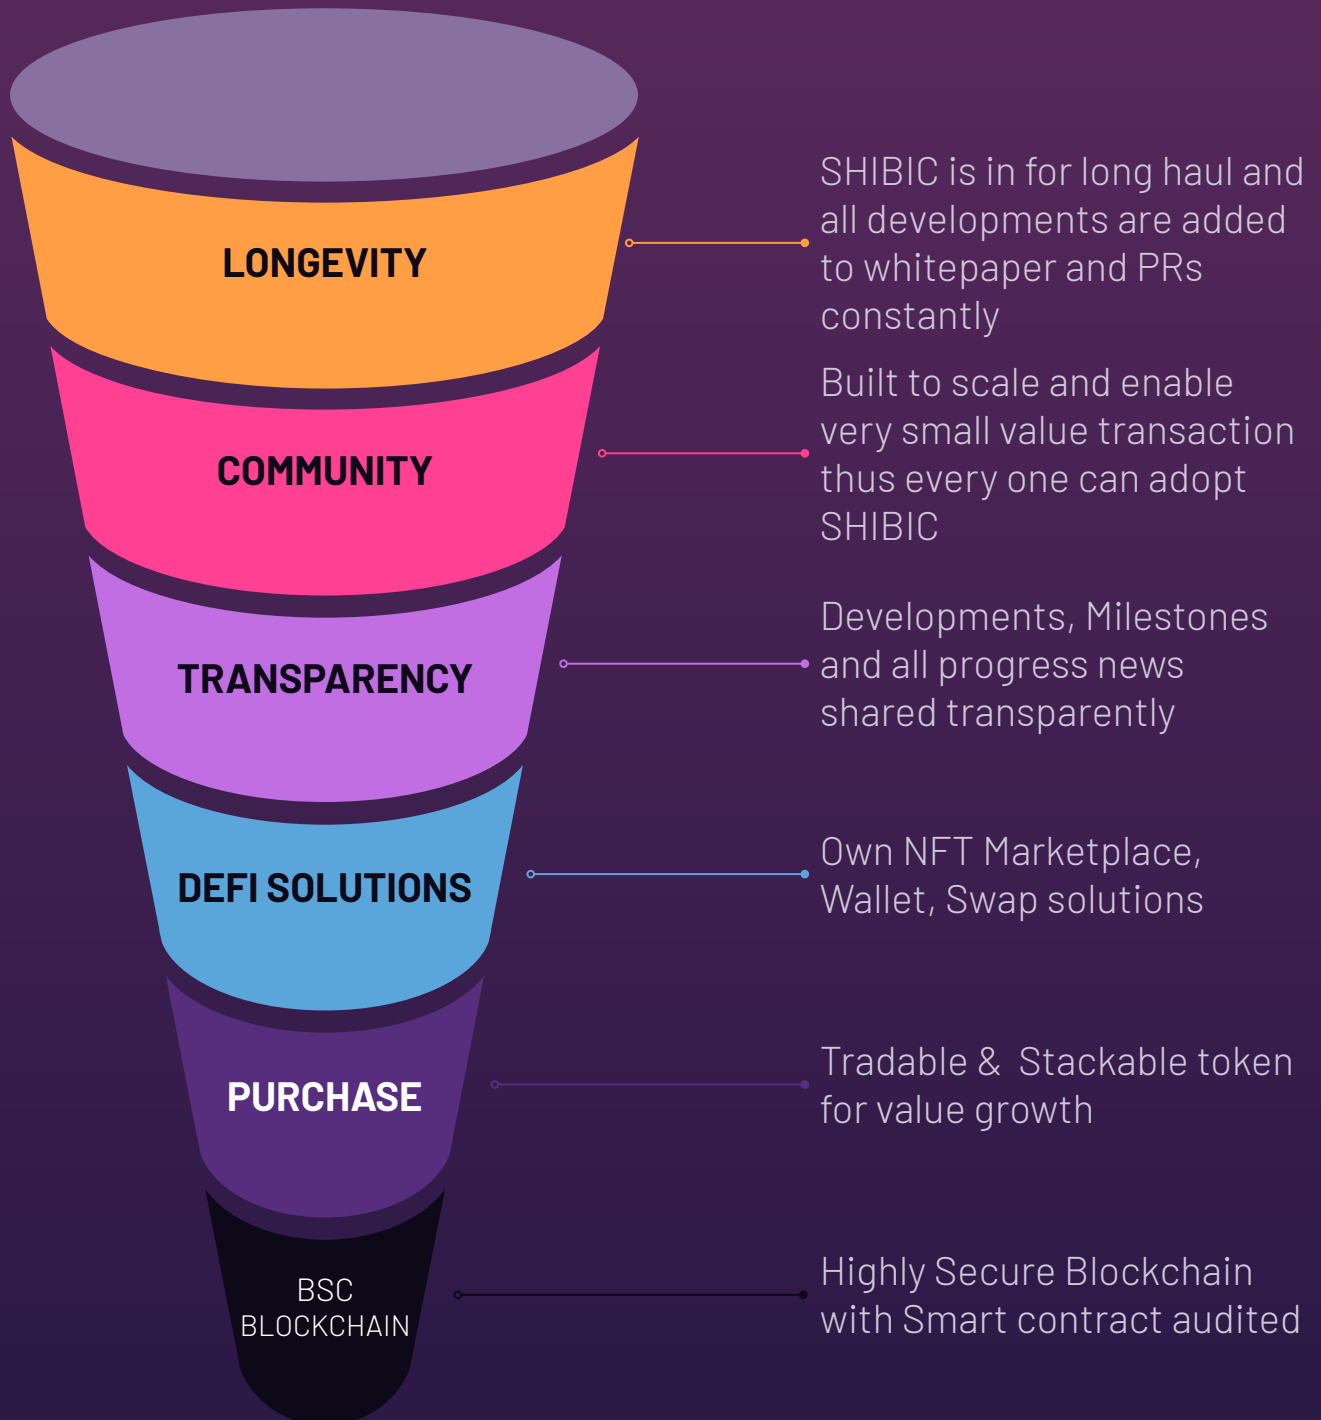 LONGEVITY
SHIBIC is in for long haul and
all developments are added
to whitepaper and PRs
constantly
COMMUNITY
Built to scale and enable
very small value transaction
thus every one can adopt
SHIBIC
TRANSPARENCY
Developments, Milestones
and all progress news
shared transparently
DEFI SOLUTIONS
Own NFT Marketplace,
Wallet, Swap solutions
PURCHASE
Tradable & Stackable token
for value growth
BSC
BLOCKCHAIN
Highly Secure Blockchain
with Smart contract audited